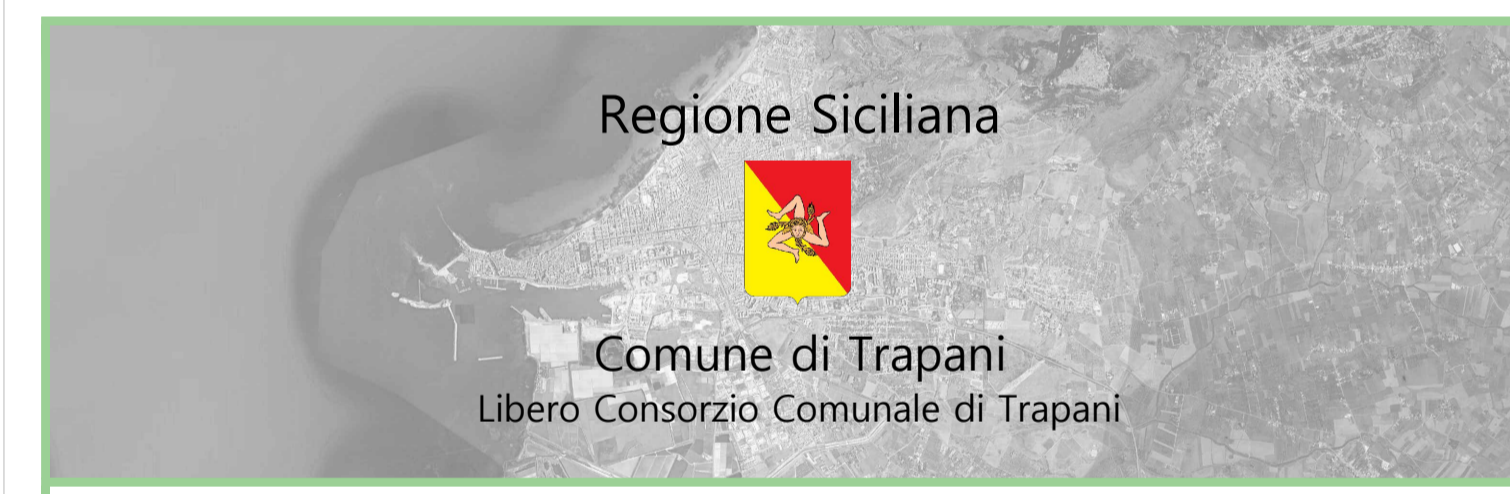 Regione Siciliana
Comune di Trapani
Libero Consorzio Comunale di Trapani